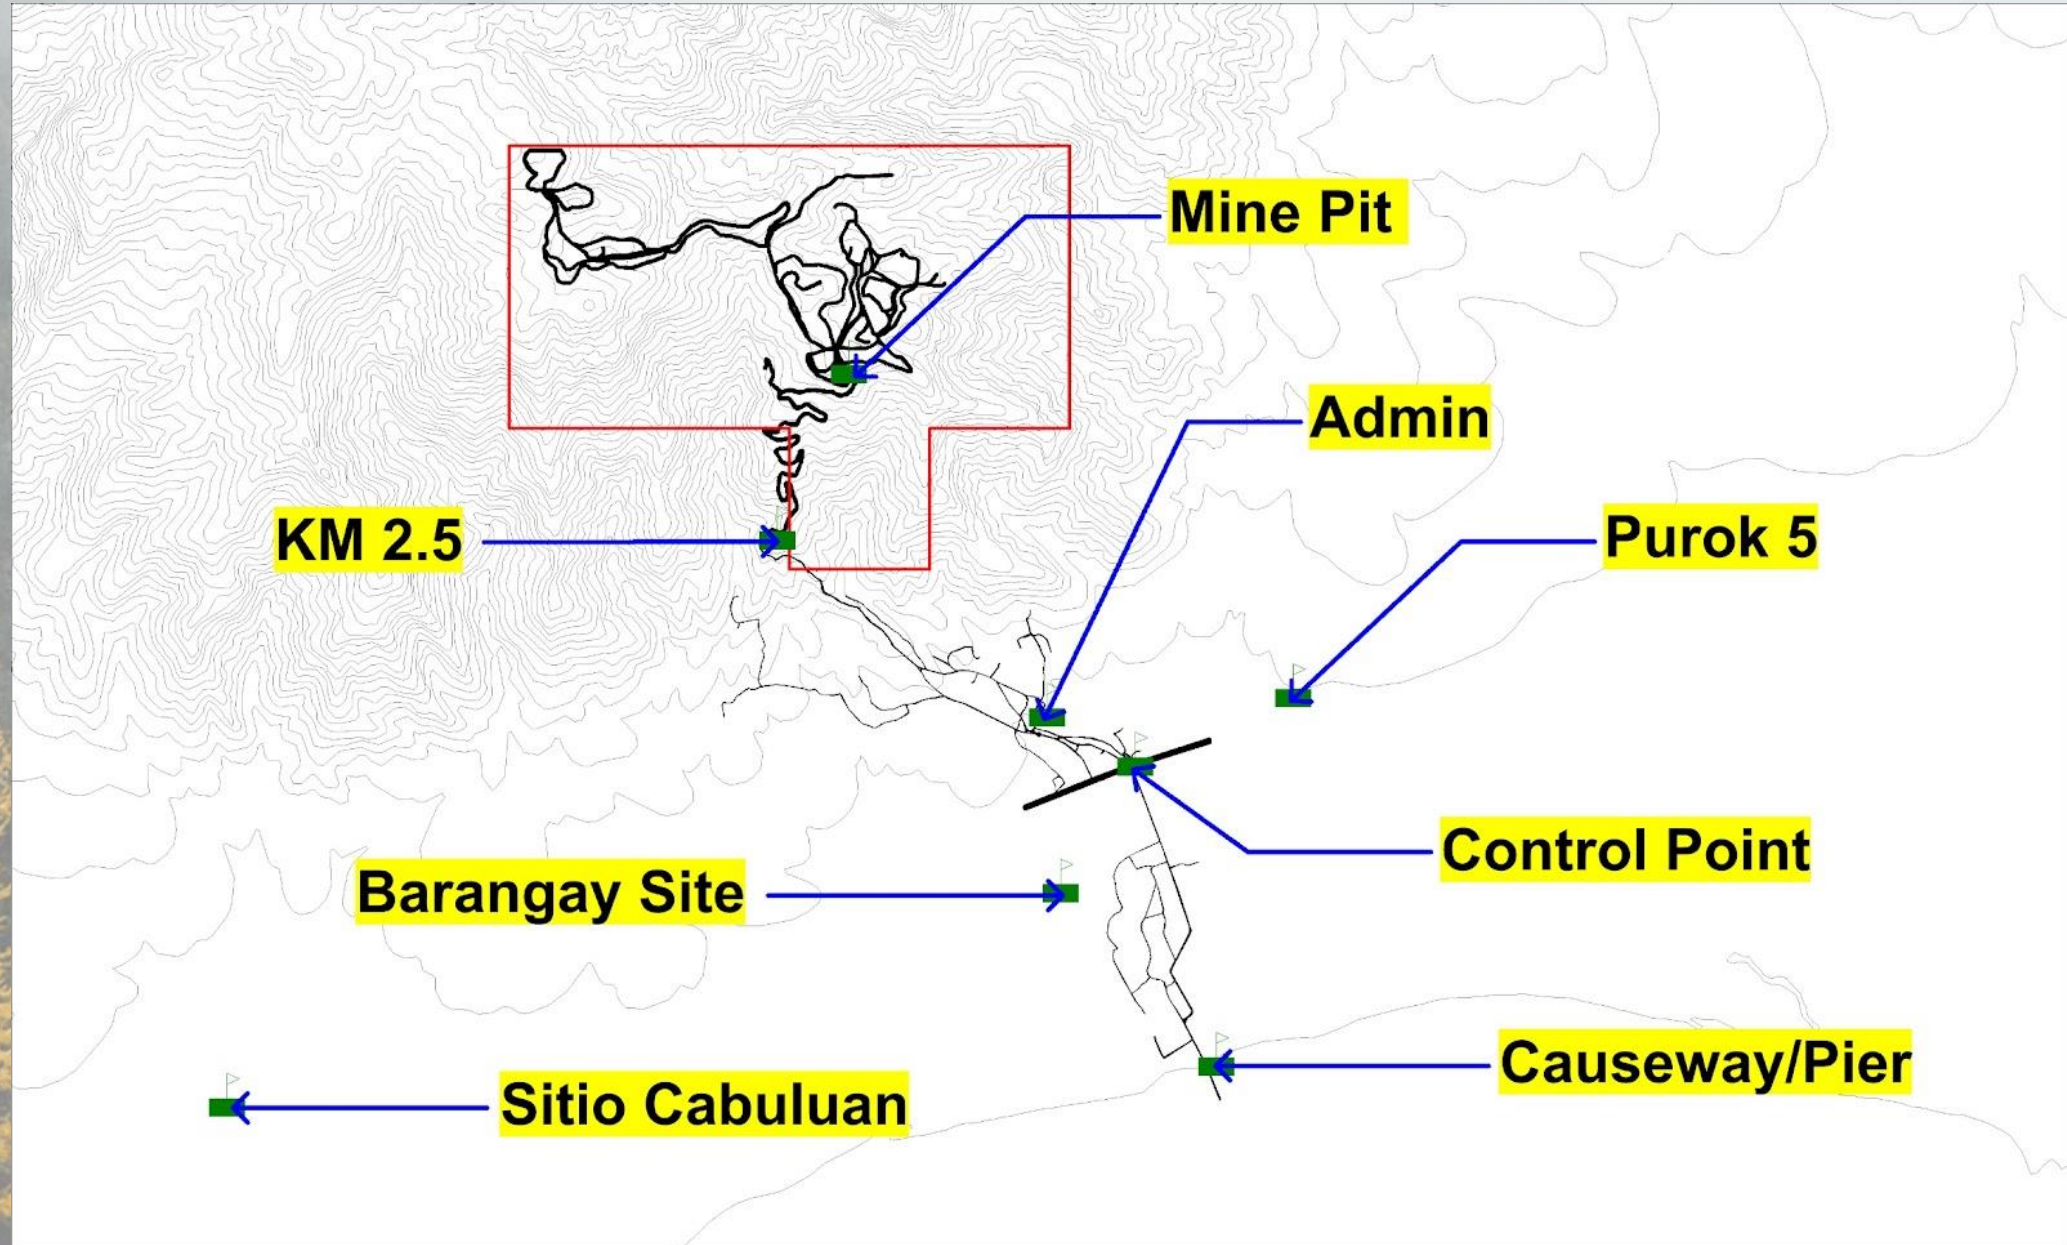 Mine Pit
Admin
KM 2.5
Purok 5
Control Point
Barangay Site
Causeway/Pier
Sitio Cabuluan